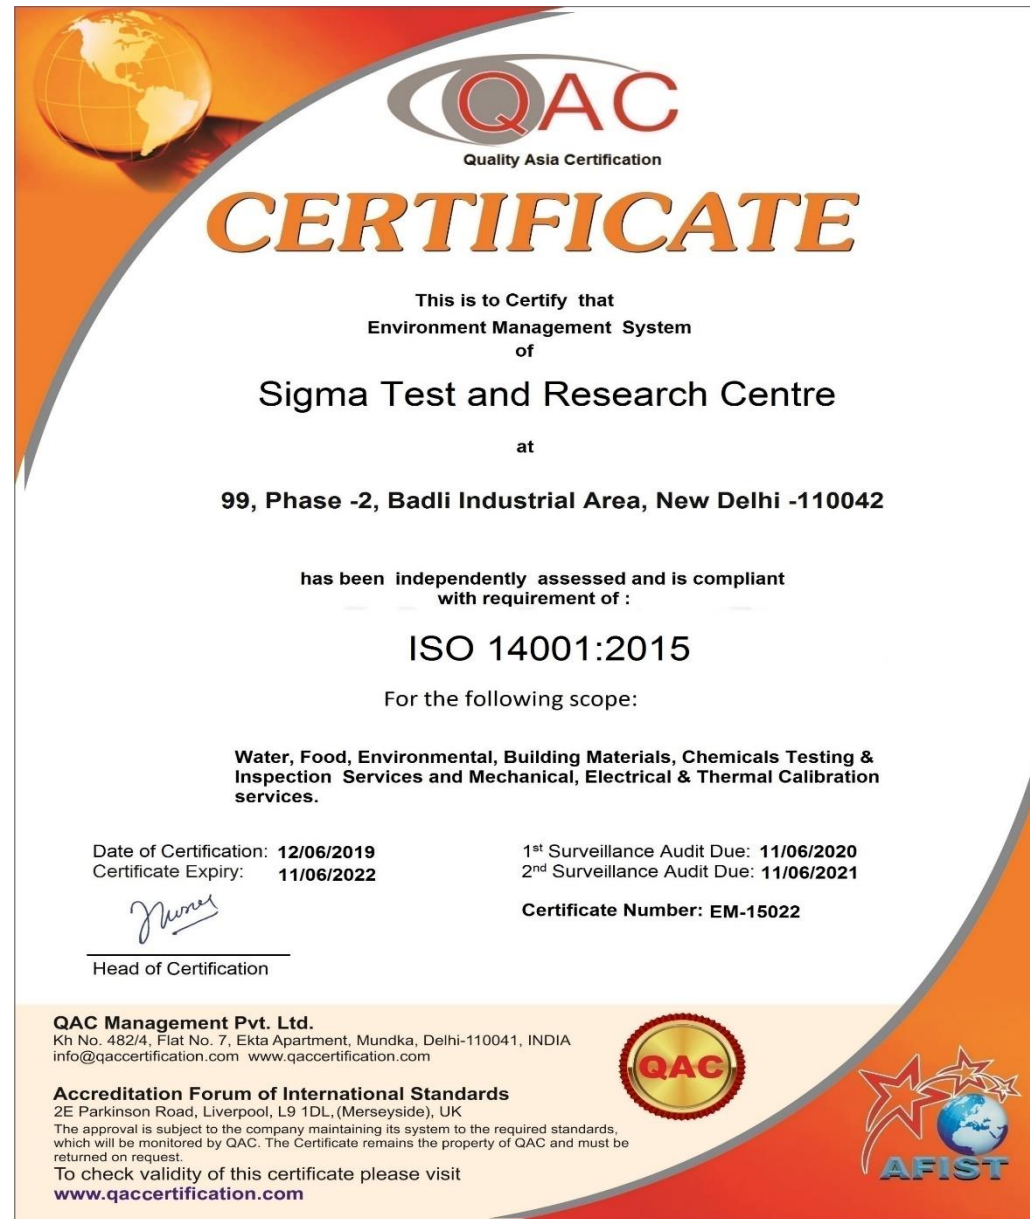 QAC
Quality Asia Certification
CERTIFICATE
This is to Certify that
Environment Management System
of
Sigma Test and Research Centre
at
99, Phase -2, Badli Industrial Area, New Delhi -110042
has been independently assessed and is compliant
with requirement of :
ISO 14001:2015
For the following scope:
Water, Food, Environmental, Building Materials, Chemicals Testing &
Inspection Services and Mechanical, Electrical & Thermal Calibration
services.
Date of Certification: 12/06/2019
Certificate Expiry: 11/06/2022
1st Surveillance Audit Due: 11/06/2020
2nd Surveillance Audit Due: 11/06/2021
Certificate Number: EM-15022
Head of Certification
QAC Management Pvt. Ltd.
Kh No. 482/4, Flat No. 7, Ekta Apartment, Mundka, Delhi-110041, INDIA
info@qaccertification.com www.qaccertification.com
QAC
Accreditation Forum of International Standards
2E Parkinson Road, Liverpool, L9 1DL, (Merseyside), UK
The approval is subject to the company maintaining its system to the required standards,
which will be monitored by QAC. The Certificate remains the property of QAC and must be
returned on request.
To check validity of this certificate please visit
www.qaccertification.com
AFIST